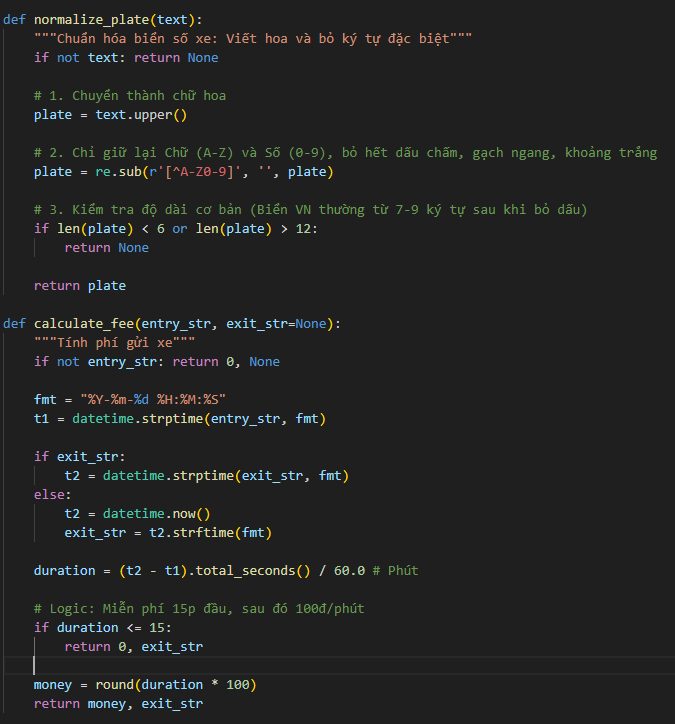 def normalize_plate(text):
    """Chuẩn hóa biển số xe: Viết hoa và bỏ ký tự đặc biệt"""
    if not text: return None
    # 1. Chuyển thành chữ hoa
    plate = text.upper()
    # 2. Chỉ giữ lại Chữ (A-Z) và Số (0-9), bỏ hết dấu chấm, gạch ngang, khoảng trắng
    plate = re.sub(r'[^A-Z0-9]', '', plate)
    # 3. Kiểm tra độ dài cơ bản (Biển VN thường từ 7-9 ký tự sau khi bỏ dấu)
    if len(plate) < 6 or len(plate) > 12:
        return None
    return plate
def calculate_fee(entry_str, exit_str=None):
    """Tính phí gửi xe"""
    if not entry_str: return 0, None
    fmt = "%Y-%m-%d %H:%M:%S"
    t1 = datetime.strptime(entry_str, fmt)
    if exit_str:
        t2 = datetime.strptime(exit_str, fmt)
    else:
        t2 = datetime.now()
        exit_str = t2.strftime(fmt)
    duration = (t2 - t1).total_seconds() / 60.0 # Phút
    # Logic: Miễn phí 15p đầu, sau đó 100đ/phút
    if duration <= 15:
        return 0, exit_str
    money = round(duration * 100)
    return money, exit_str